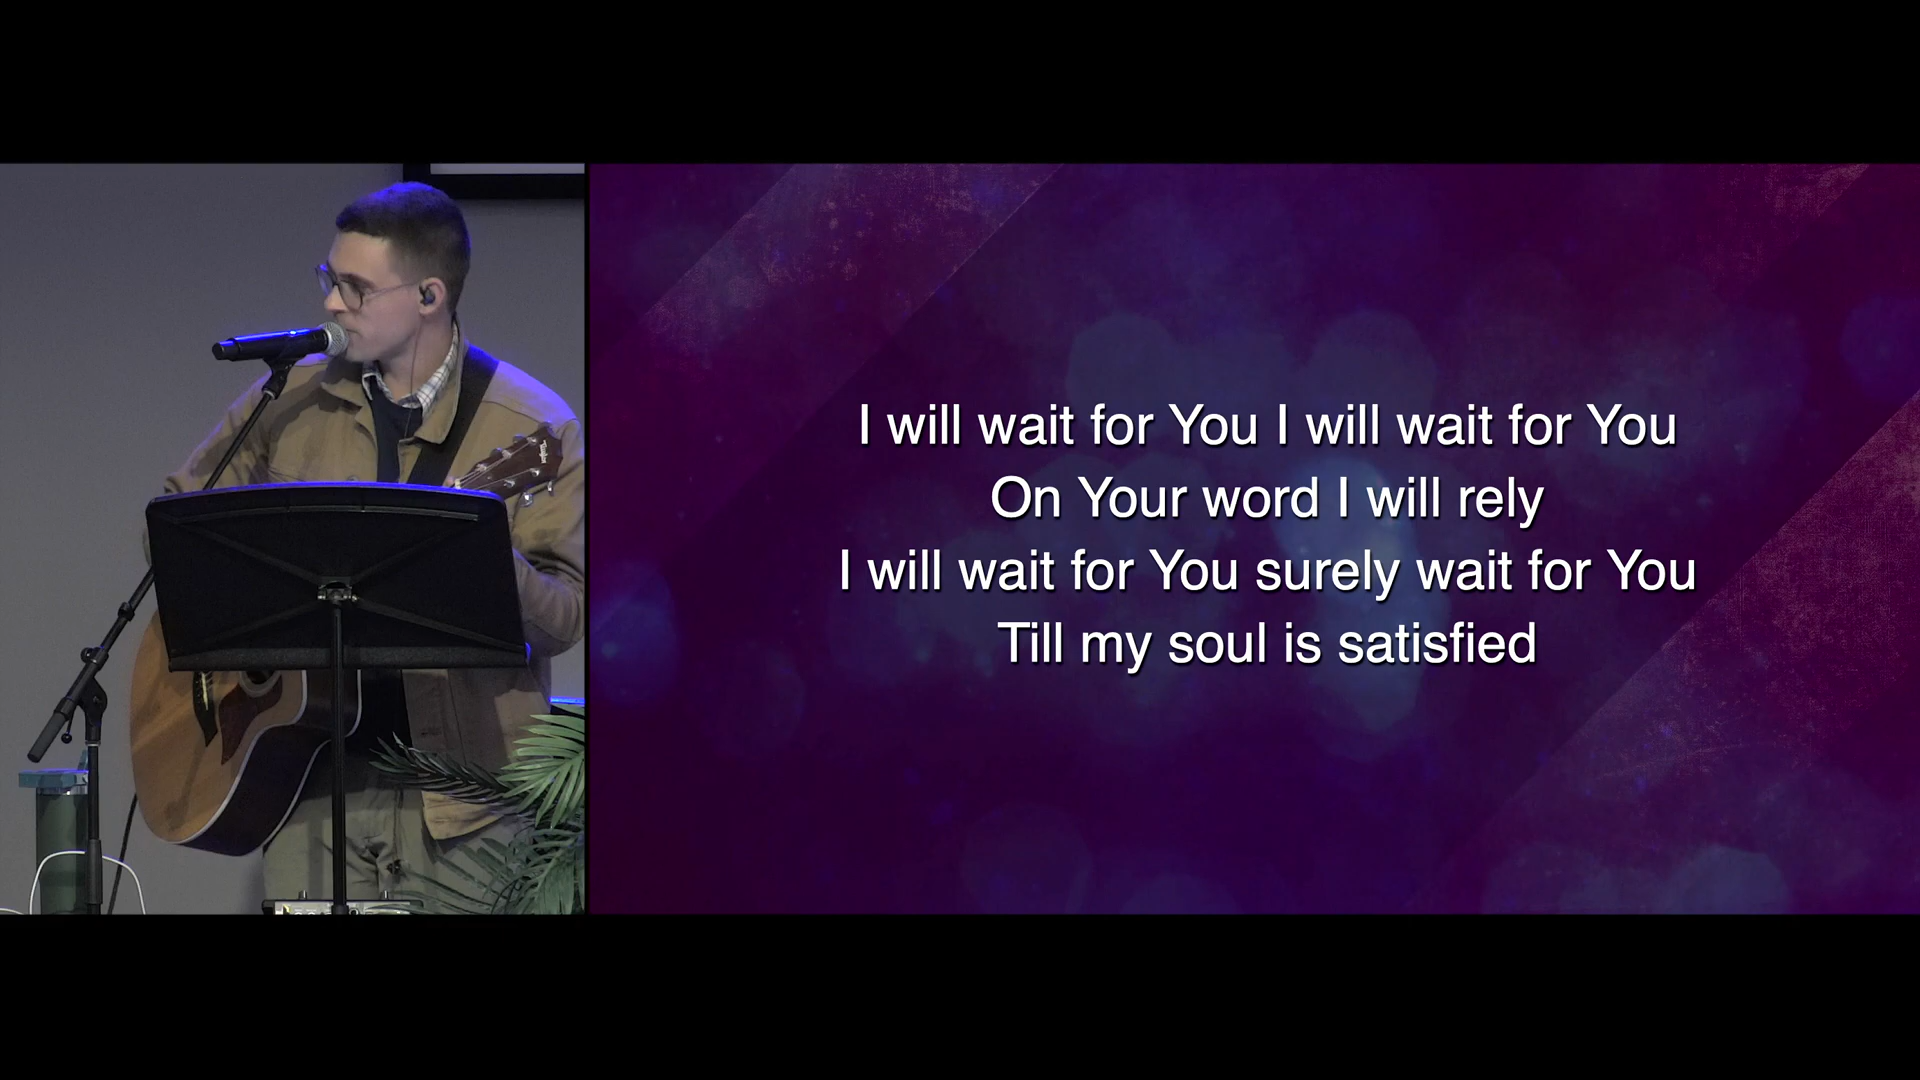 I will wait for You I will wait for You
On Your word I will rely
I will wait for You surely wait for You
Till my soul is satisfied